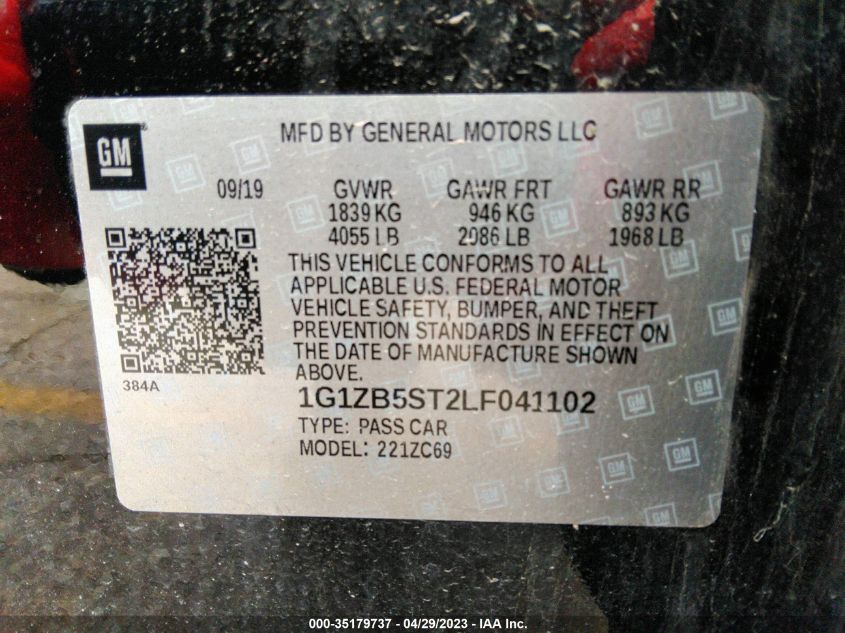 GM
MFD BY GENERAL MOTORS LLC
09/19 GVWR GAWR FRT GAWR RR
1839 KG 946 KG 893 KG
4055 LB 2086 LB 1968 LB
THIS VEHICLE CONFORMS TO ALL
APPLICABLE U.S. FEDERAL MOTOR
VEHICLE SAFETY, BUMPER, AND THEFT
PREVENTION STANDARDS IN EFFECT ON
THE DATE OF MANUFACTURE SHOWN
ABOVE.
384A
1G1ZB5ST2LF041102
TYPE: PASS CAR
MODEL: 221ZC69
000-35179737 - 04/29/2023 - IAA Inc.